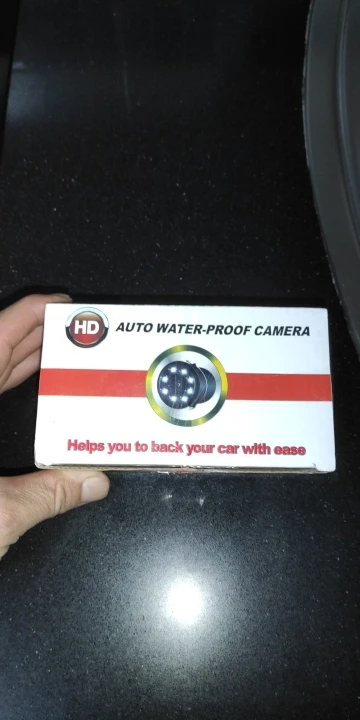 HD
AUTO WATER-PROOF CAMERA
Helps you to back your car with ease